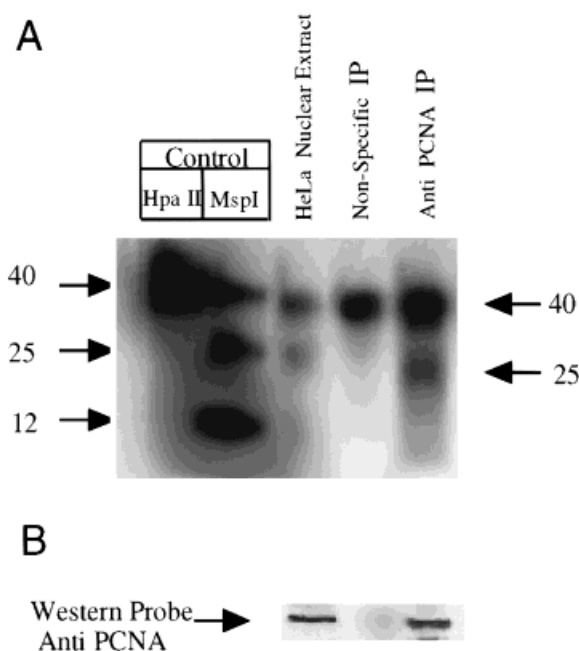 A
HeLa Nuclear Extract
Non-Specific IP
Anti PCNA IP
Control
Hpa II MspI
40
25
12
40
25
B
Western Probe
Anti PCNA